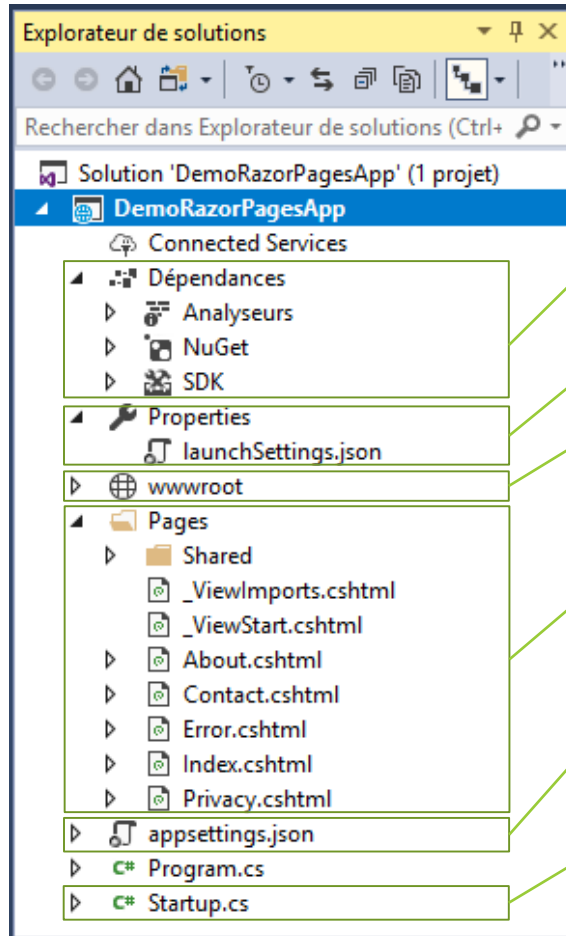 Explorateur de solutions
Rechercher dans Explorateur de solutions (Ctrl+
Solution 'DemoRazorPagesApp' (1 projet)
DemoRazorPagesApp
Connected Services
Dépendances
Analyseurs
NuGet
SDK
Properties
launchSettings.json
wwwroot
Pages
Shared
_ViewImports.cshtml
_ViewStart.cshtml
About.cshtml
Contact.cshtml
Error.cshtml
Index.cshtml
Privacy.cshtml
appsettings.json
C# Program.cs
C# Startup.cs